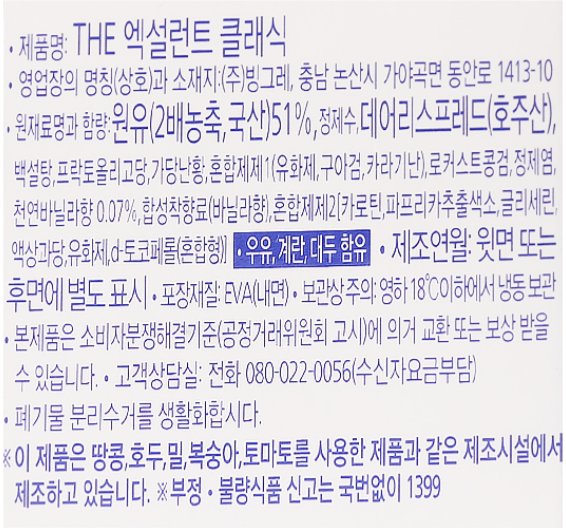 • 제품명: THE 엑설런트 클래식
• 영업장의 명칭(상호)과 소재지:(주)빙그레, 충남 논산시 가야곡면 동안로 1413-10
• 원재료명과 함량:원유(2배농축,국산)51%,정제수,데어리스프레드(호주산),
백설탕,프락토올리고당,가당난황,혼합제제1(유화제,구아검,카라기난),로커스트콩검,정제염,
천연바닐라향 0.07%,합성착향료(바닐라향),혼합제제2[카로틴,파프리카추출색소,글리세린,
액상과당,유화제,d-토코페롤(혼합형)] • 우유,계란,대두 함유 • 제조연월: 윗면 또는
후면에 별도 표시 • 포장재질: EVA(내면) • 보관상 주의: 영하 18℃이하에서 냉동 보관
• 본제품은 소비자분쟁해결기준(공정거래위원회 고시)에 의거 교환 또는 보상 받을
수 있습니다. • 고객상담실: 전화 080-022-0056(수신자요금부담)
• 폐기물 분리수거를 생활화합시다.
※이 제품은 땅콩,호두,밀,복숭아,토마토를 사용한 제품과 같은 제조시설에서
제조하고 있습니다. ※부정 • 불량식품 신고는 국번없이 1399